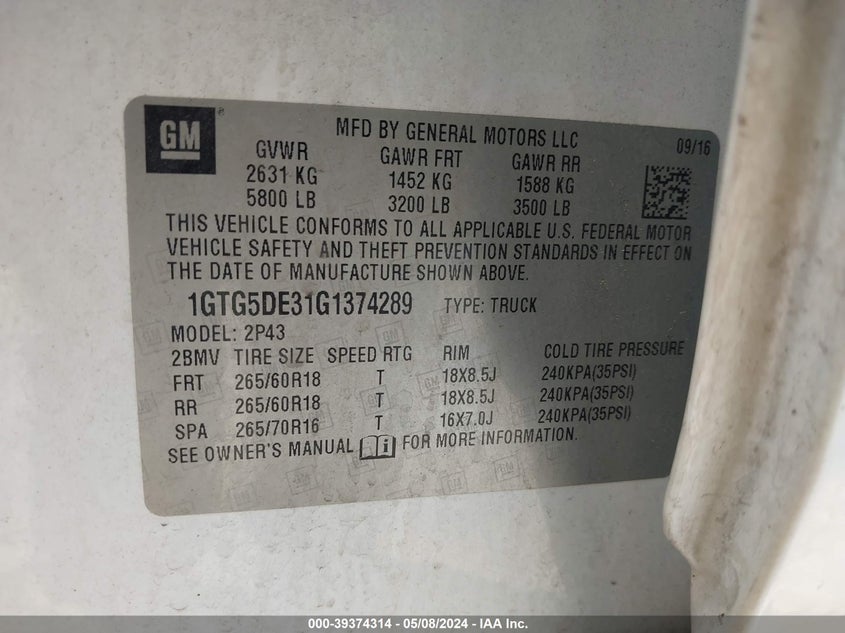 GM ®
MFD BY GENERAL MOTORS LLC
09/16
GVWR GAWR FRT GAWR RR
2631 KG 1452 KG 1588 KG
5800 LB 3200 LB 3500 LB
THIS VEHICLE CONFORMS TO ALL APPLICABLE U.S. FEDERAL MOTOR
VEHICLE SAFETY AND THEFT PREVENTION STANDARDS IN EFFECT ON
THE DATE OF MANUFACTURE SHOWN ABOVE.
1GTG5DE31G1374289 TYPE: TRUCK
MODEL: 2P43
2BMV TIRE SIZE SPEED RTG RIM COLD TIRE PRESSURE
FRT 265/60R18 T 18X8.5J 240KPA(35PSI)
RR 265/60R18 T 18X8.5J 240KPA(35PSI)
SPA 265/70R16 T 16X7.0J 240KPA(35PSI)
SEE OWNER'S MANUAL i FOR MORE INFORMATION.
000-39374314 - 05/08/2024 - IAA Inc.